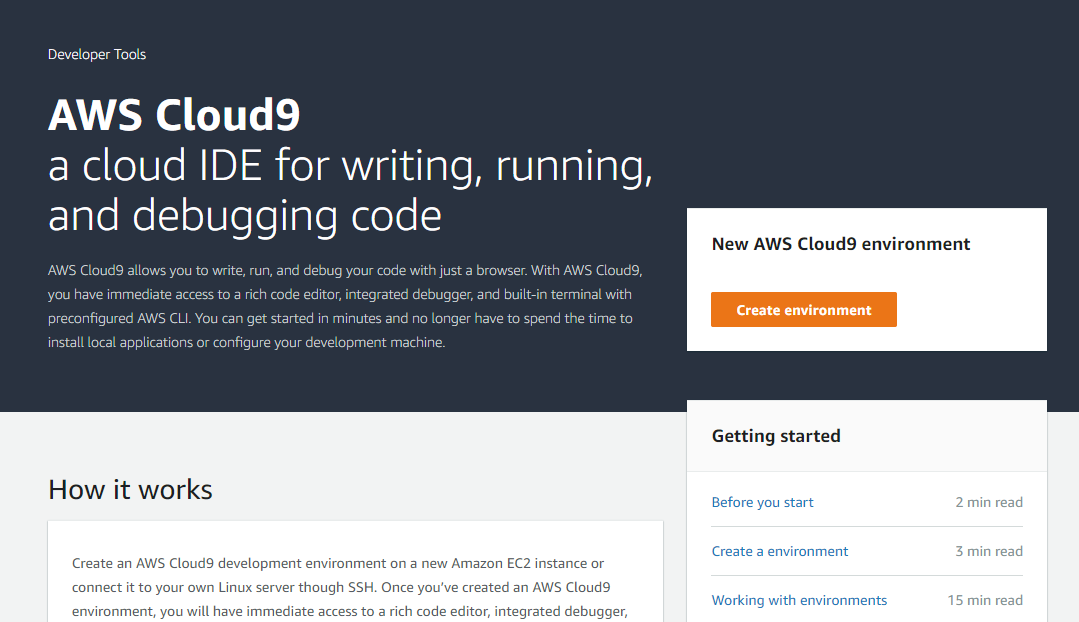 Developer Tools
AWS Cloud9
a cloud IDE for writing, running,
and debugging code
AWS Cloud9 allows you to write, run, and debug your code with just a browser. With AWS Cloud9,
you have immediate access to a rich code editor, integrated debugger, and built-in terminal with
preconfigured AWS CLI. You can get started in minutes and no longer have to spend the time to
install local applications or configure your development machine.
New AWS Cloud9 environment
Create environment
How it works
Create an AWS Cloud9 development environment on a new Amazon EC2 instance or
connect it to your own Linux server though SSH. Once you've created an AWS Cloud9
environment, you will have immediate access to a rich code editor, integrated debugger,
Getting started
Before you start 2 min read
Create a environment 3 min read
Working with environments 15 min read